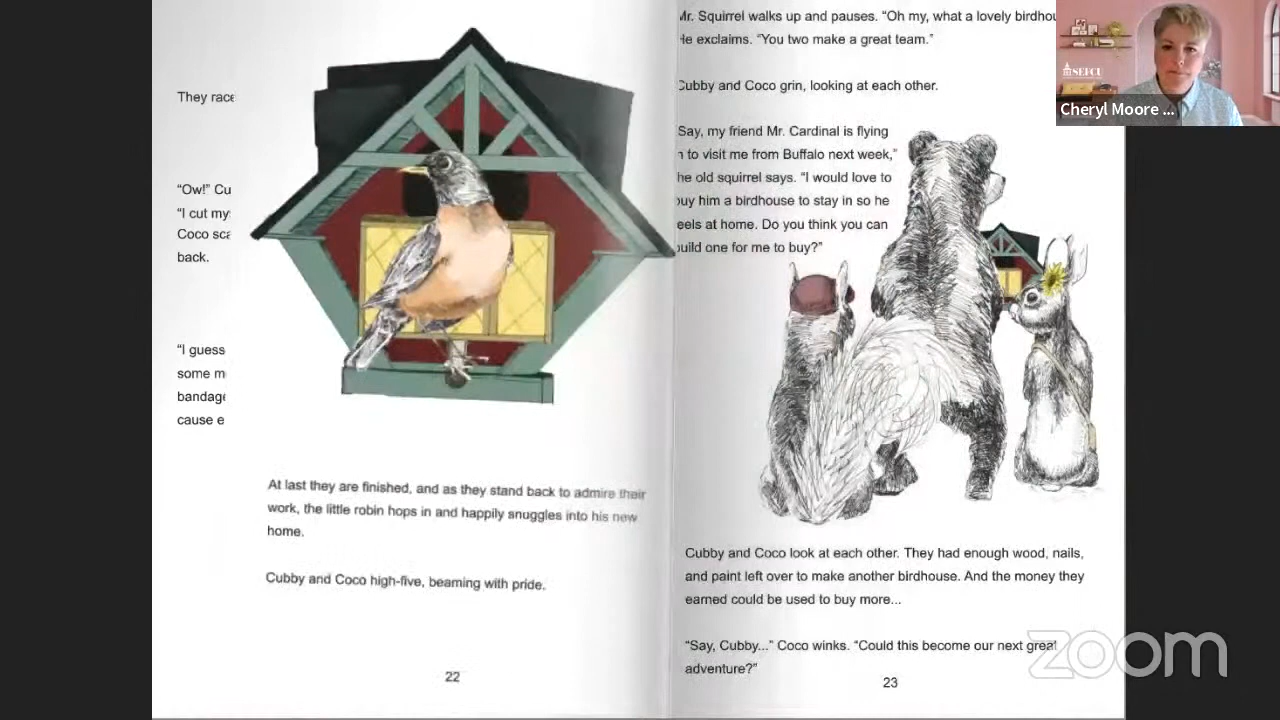 They race
"Ow!" Cu
"I cut my
Coco sca
back.
"I guess
some m
bandage
cause e
At last they are finished, and as they stand back to admire their
work, the little robin hops in and happily snuggles into his new
home.
Cubby and Coco high-five, beaming with pride.
22
Mr. Squirrel walks up and pauses. "Oh my, what a lovely birdhou
He exclaims. "You two make a great team."
Cubby and Coco grin, looking at each other.
Say, my friend Mr. Cardinal is flying
n to visit me from Buffalo next week,"
he old squirrel says. "I would love to
buy him a birdhouse to stay in so he
eels at home. Do you think you can
build one for me to buy?"
Cubby and Coco look at each other. They had enough wood, nails,
and paint left over to make another birdhouse. And the money they
earned could be used to buy more...
"Say, Cubby..." Coco winks. "Could this become our next great
adventure?"
23
SEFCU
Cheryl Moore ...
zoom